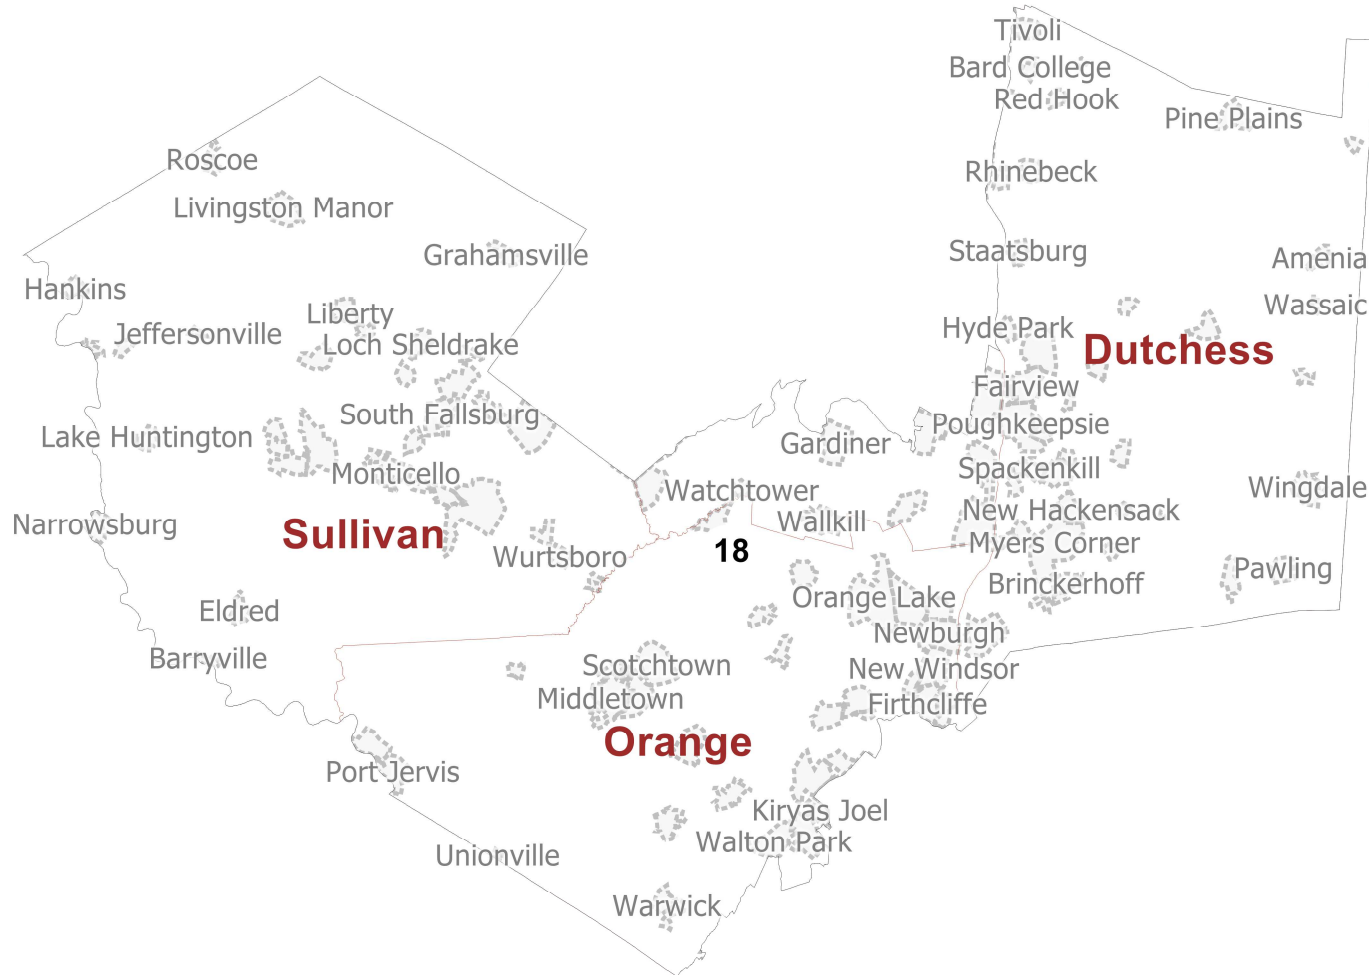 Tivoli
Bard College
Red Hook
Pine Plains
Roscoe
Rhinebeck
Livingston Manor
Staatsburg
Grahamsville
Amenia
Hankins
Wassaic
Liberty
Hyde Park
Jeffersonville
Loch Sheldrake
Dutchess
Fairview
South Fallsburg
Poughkeepsie
Lake Huntington
Gardiner
Spackenkill
Monticello
Wingdale
Watchtower
New Hackensack
Narrowsburg
Wallkill
Sullivan
Myers Corner
18
Wurtsboro
Pawling
Brinckerhoff
Orange Lake
Eldred
Newburgh
Barryville
Scotchtown
New Windsor
Middletown
Firthcliffe
Orange
Port Jervis
Kiryas Joel
Walton Park
Unionville
Warwick